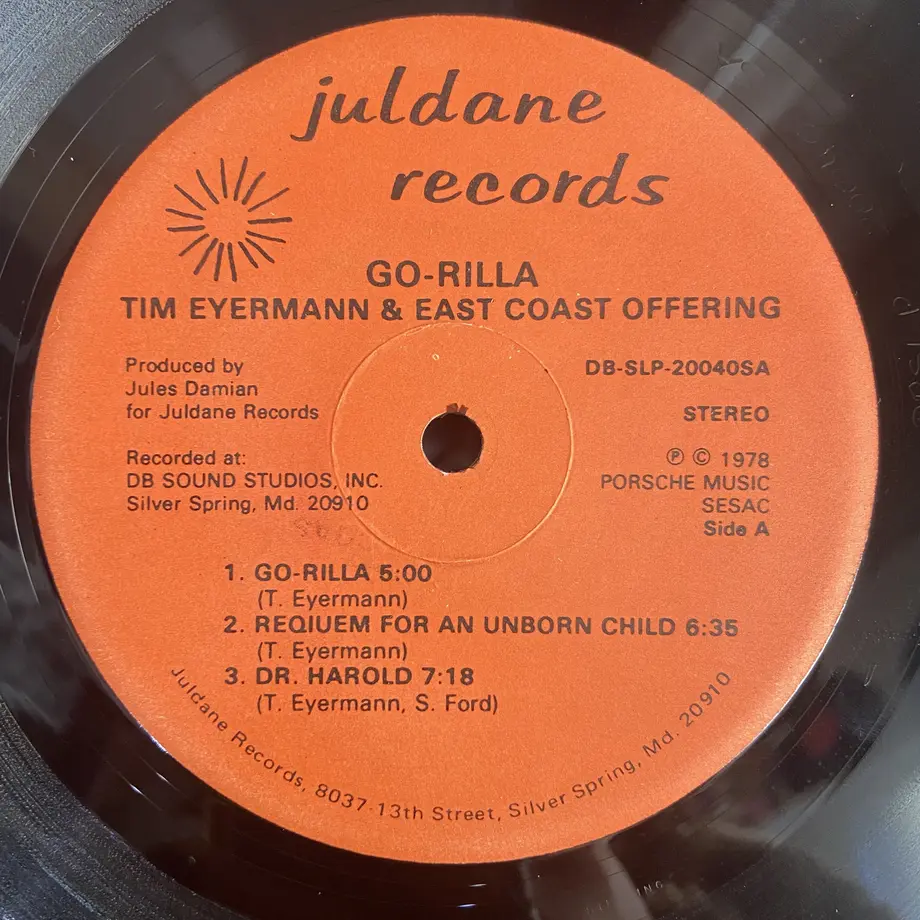 juldane
records
GO-RILLA
TIM EYERMANN & EAST COAST OFFERING
Produced by
Jules Damian
for Juldane Records
DB-SLP-20040SA
STEREO
Recorded at:
DB SOUND STUDIOS, INC.
Silver Spring, Md. 20910
Ⓟ © 1978
PORSCHE MUSIC
SESAC
Side A
1. GO-RILLA 5:00
(T. Eyermann)
2. REQIUEM FOR AN UNBORN CHILD 6:35
(T. Eyermann)
3. DR. HAROLD 7:18
(T. Eyermann, S. Ford)
Juldane Records, 8037-13th Street, Silver Spring, Md. 20910